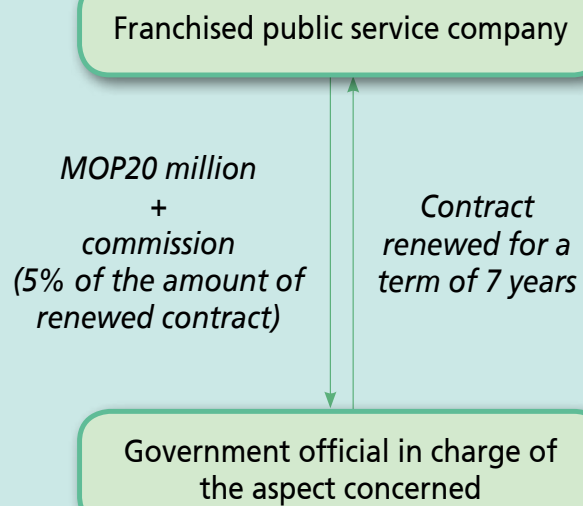 Franchised public service company
MOP20 million
+
commission
(5% of the amount of
renewed contract)
Contract
renewed for a
term of 7 years
Government official in charge of
the aspect concerned